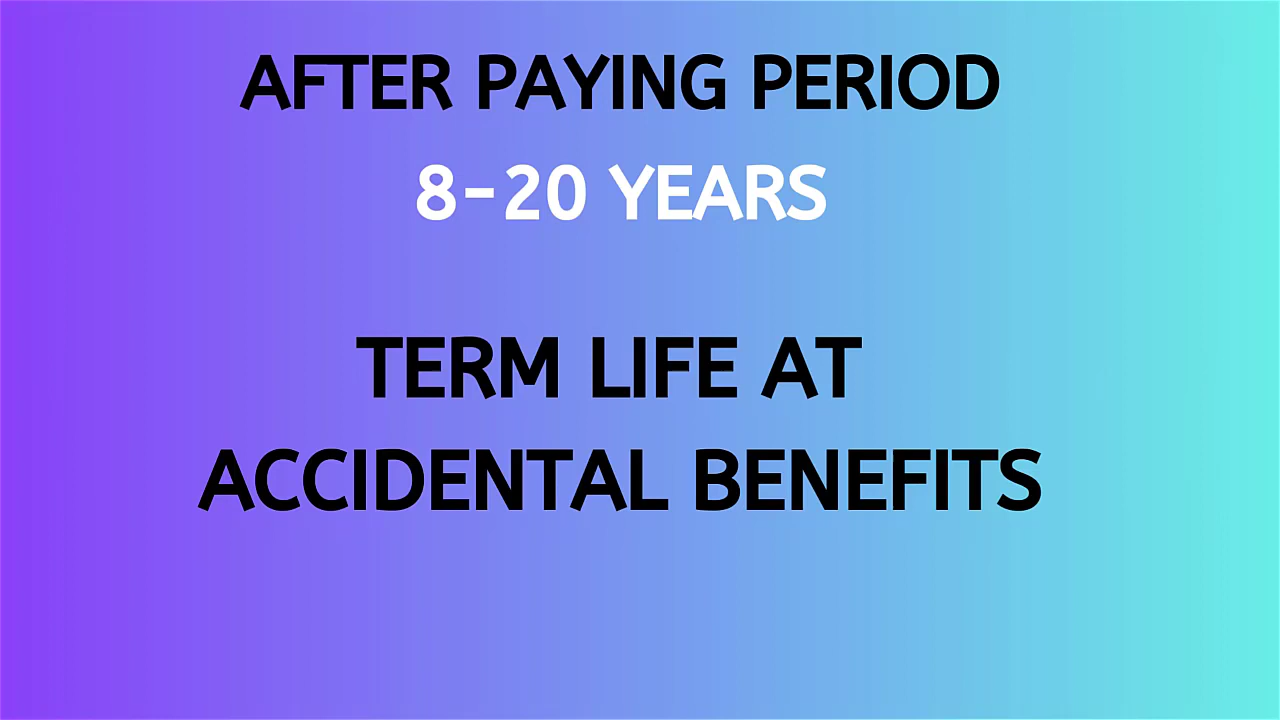 AFTER PAYING PERIOD
8-20 YEARS
TERM LIFE AT
ACCIDENTAL BENEFITS